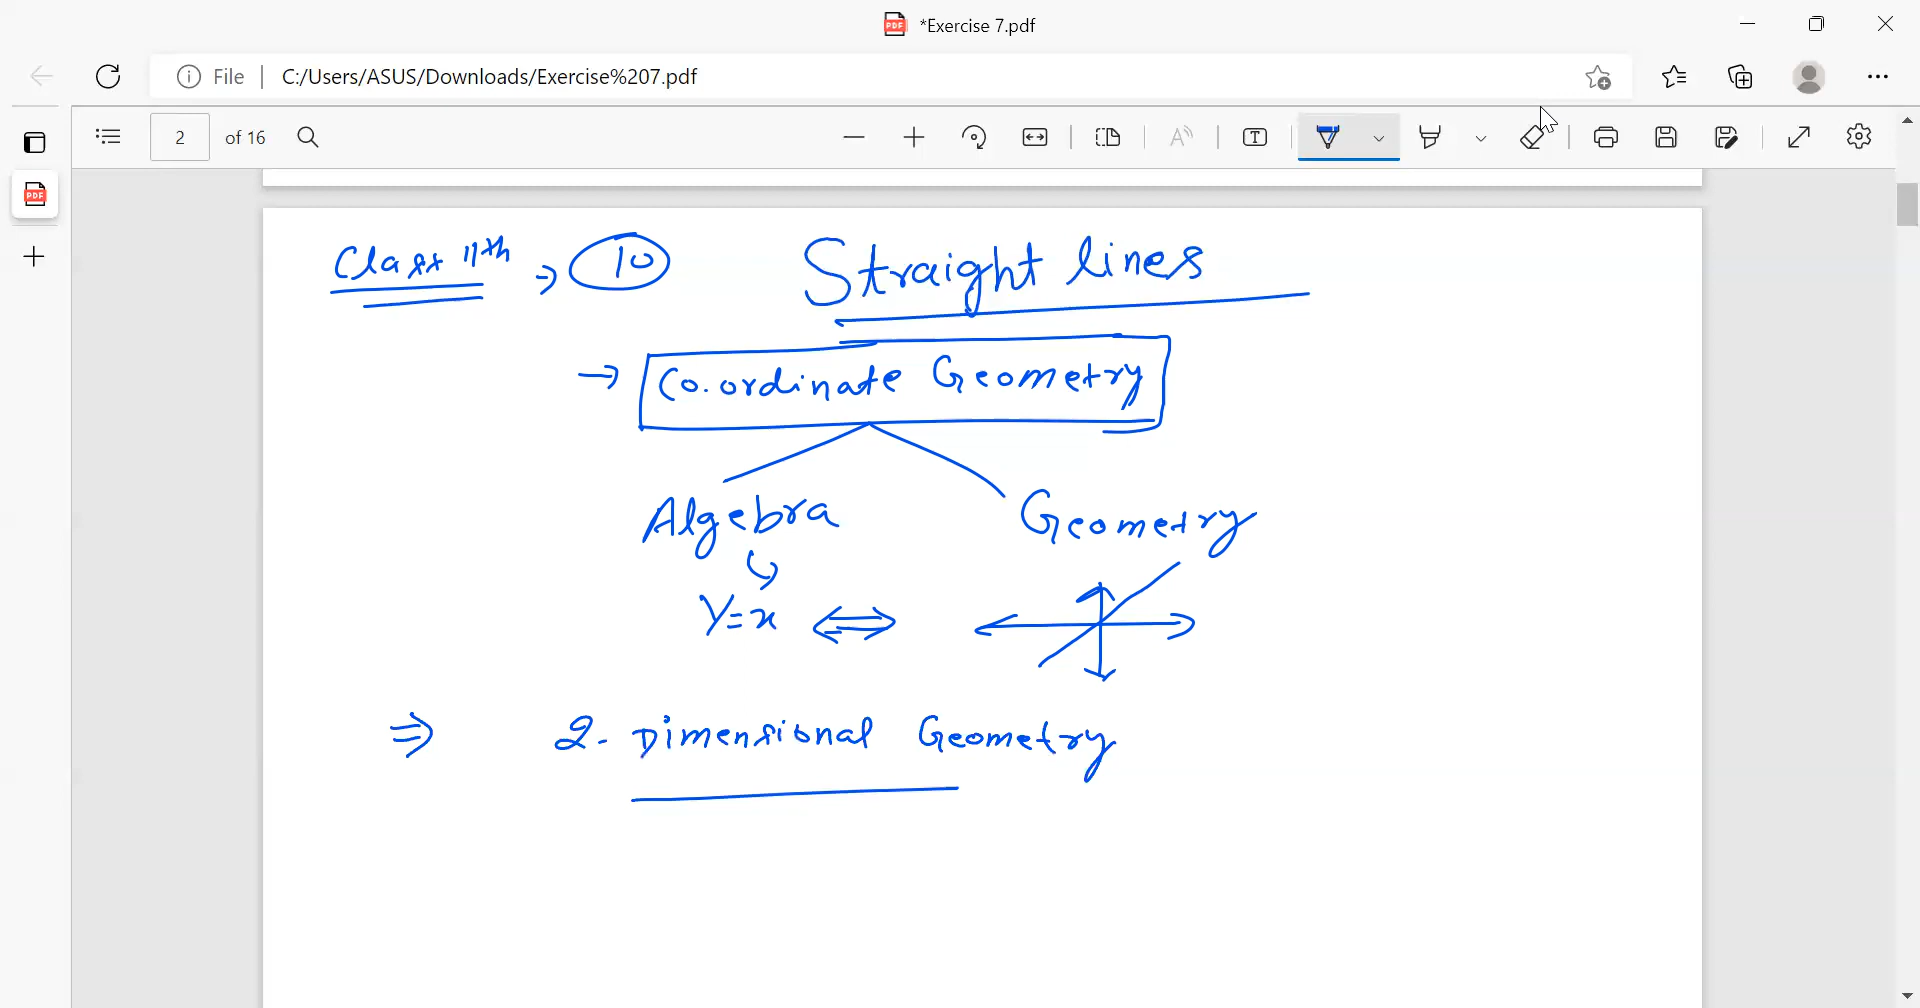 *Exercise 7.pdf
File C:/Users/ASUS/Downloads/Exercise%207.pdf
2 of 16
Class 11th → 10 Straight lines
→ Co.ordinate Geometry
Algebra Geometry
Y=x ⇔
⇒ 2. Dimensional Geometry